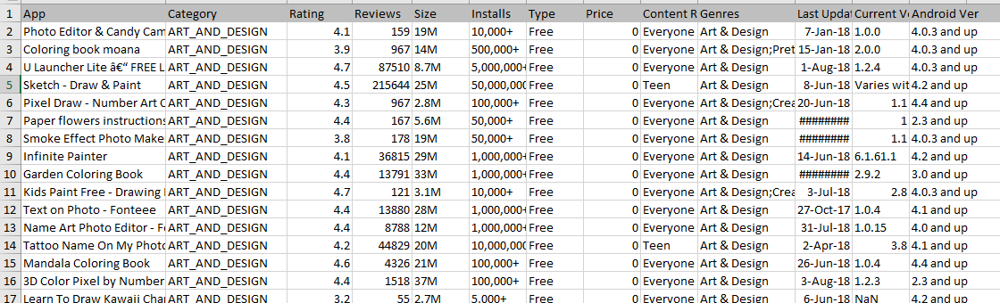 1 App Category Rating Reviews Size Installs Type Price Content R Genres Last Updat Current Ve Android Ver
2 Photo Editor & Candy Cam ART_AND_DESIGN 4.1 159 19M 10,000+ Free 0 Everyone Art & Design 7-Jan-18 1.0.0 4.0.3 and up
3 Coloring book moana ART_AND_DESIGN 3.9 967 14M 500,000+ Free 0 Everyone Art & Design;Pret 15-Jan-18 2.0.0 4.0.3 and up
4 U Launcher Lite â€“ FREE L ART_AND_DESIGN 4.7 87510 8.7M 5,000,000+ Free 0 Everyone Art & Design 1-Aug-18 1.2.4 4.0.3 and up
5 Sketch - Draw & Paint ART_AND_DESIGN 4.5 215644 25M 50,000,000 Free 0 Teen Art & Design 8-Jun-18 Varies wit 4.2 and up
6 Pixel Draw - Number Art C ART_AND_DESIGN 4.3 967 2.8M 100,000+ Free 0 Everyone Art & Design;Crea 20-Jun-18 1.1 4.4 and up
7 Paper flowers instructions ART_AND_DESIGN 4.4 167 5.6M 50,000+ Free 0 Everyone Art & Design ######## 1 2.3 and up
8 Smoke Effect Photo Make ART_AND_DESIGN 3.8 178 19M 50,000+ Free 0 Everyone Art & Design ######## 1.1 4.0.3 and up
9 Infinite Painter ART_AND_DESIGN 4.1 36815 29M 1,000,000+ Free 0 Everyone Art & Design 14-Jun-18 6.1.61.1 4.2 and up
10 Garden Coloring Book ART_AND_DESIGN 4.4 13791 33M 1,000,000+ Free 0 Everyone Art & Design ######## 2.9.2 3.0 and up
11 Kids Paint Free - Drawing ART_AND_DESIGN 4.7 121 3.1M 10,000+ Free 0 Everyone Art & Design;Crea 3-Jul-18 2.8 4.0.3 and up
12 Text on Photo - Fonteee ART_AND_DESIGN 4.4 13880 28M 1,000,000+ Free 0 Everyone Art & Design 27-Oct-17 1.0.4 4.1 and up
13 Name Art Photo Editor - Fo ART_AND_DESIGN 4.4 8788 12M 1,000,000+ Free 0 Everyone Art & Design 31-Jul-18 1.0.15 4.0 and up
14 Tattoo Name On My Photo ART_AND_DESIGN 4.2 44829 20M 10,000,000 Free 0 Teen Art & Design 2-Apr-18 3.8 4.1 and up
15 Mandala Coloring Book ART_AND_DESIGN 4.6 4326 21M 100,000+ Free 0 Everyone Art & Design 26-Jun-18 1.0.4 4.4 and up
16 3D Color Pixel by Number ART_AND_DESIGN 4.4 1518 37M 100,000+ Free 0 Everyone Art & Design 3-Aug-18 1.2.3 2.3 and up
17 Learn To Draw Kawaii Cha ART_AND_DESIGN 3.2 55 2.7M 5,000+ Free 0 Everyone Art & Design 6-Jun-18 NaN 4.2 and up